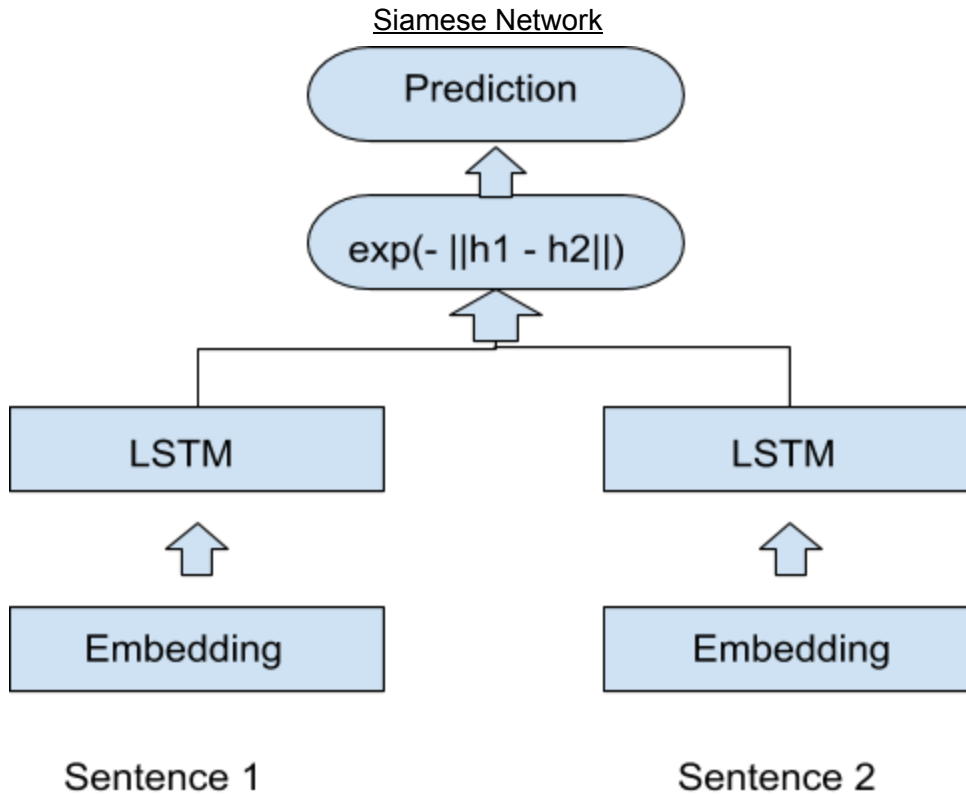 Siamese Network
Prediction
exp(- ||h1 - h2||)
LSTM
LSTM
Embedding
Embedding
Sentence 1
Sentence 2